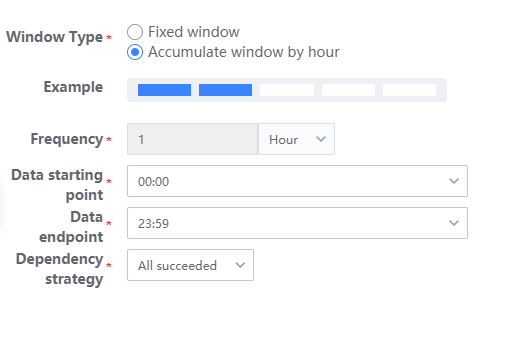 Window Type * Fixed window
Accumulate window by hour
Example
Frequency * 1 Hour
Data starting point * 00:00
Data endpoint * 23:59
Dependency strategy * All succeeded